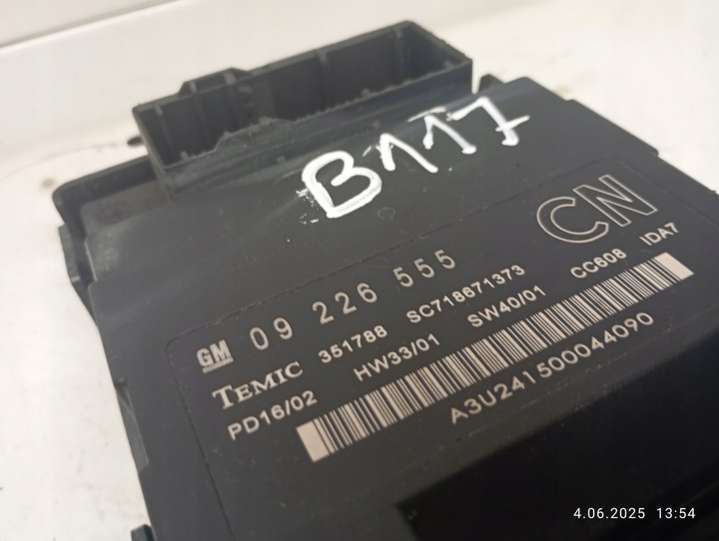 B117
CN
GM 09 226 555
TEMIC 351788 SC718671373 CC608 IDA7
PD16/02 HW33/01 SW40/01
A3U241500044090
4.06.2025 13:54